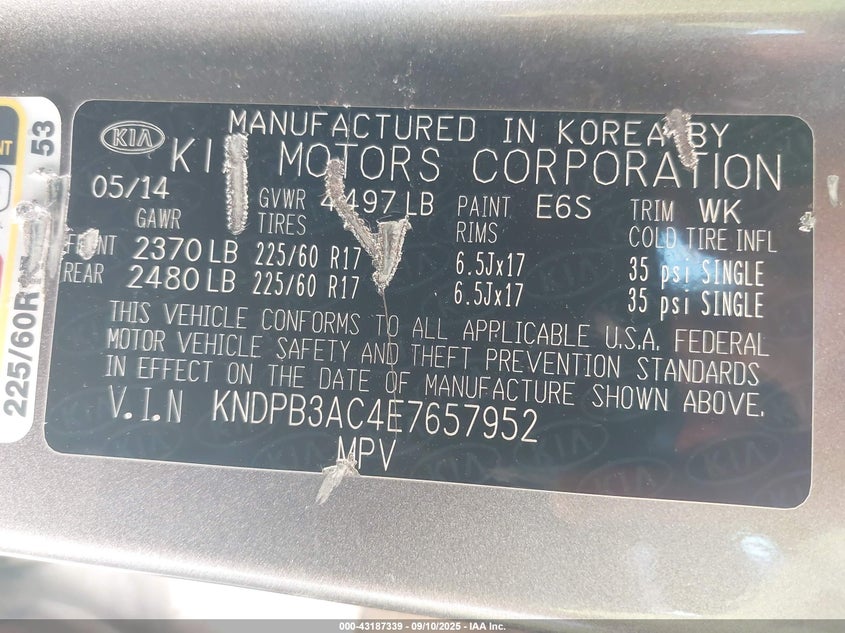 KIA
MANUFACTURED IN KOREA BY
KI MOTORS CORPORATION
05/14 GVWR 4497 LB PAINT E6S TRIM WK
GAWR TIRES RIMS COLD TIRE INFL
2370 LB 225/60 R17 6.5Jx17 35 psi SINGLE
REAR 2480 LB 225/60 R17 6.5Jx17 35 psi SINGLE
THIS VEHICLE CONFORMS TO ALL APPLICABLE U.S.A. FEDERAL
MOTOR VEHICLE SAFETY AND THEFT PREVENTION STANDARDS
IN EFFECT ON THE DATE OF MANUFACTURE SHOWN ABOVE.
V.I.N KNDPB3AC4E7657952
MPV
53
225/60R
000-43187339 - 09/10/2025 - IAA Inc.